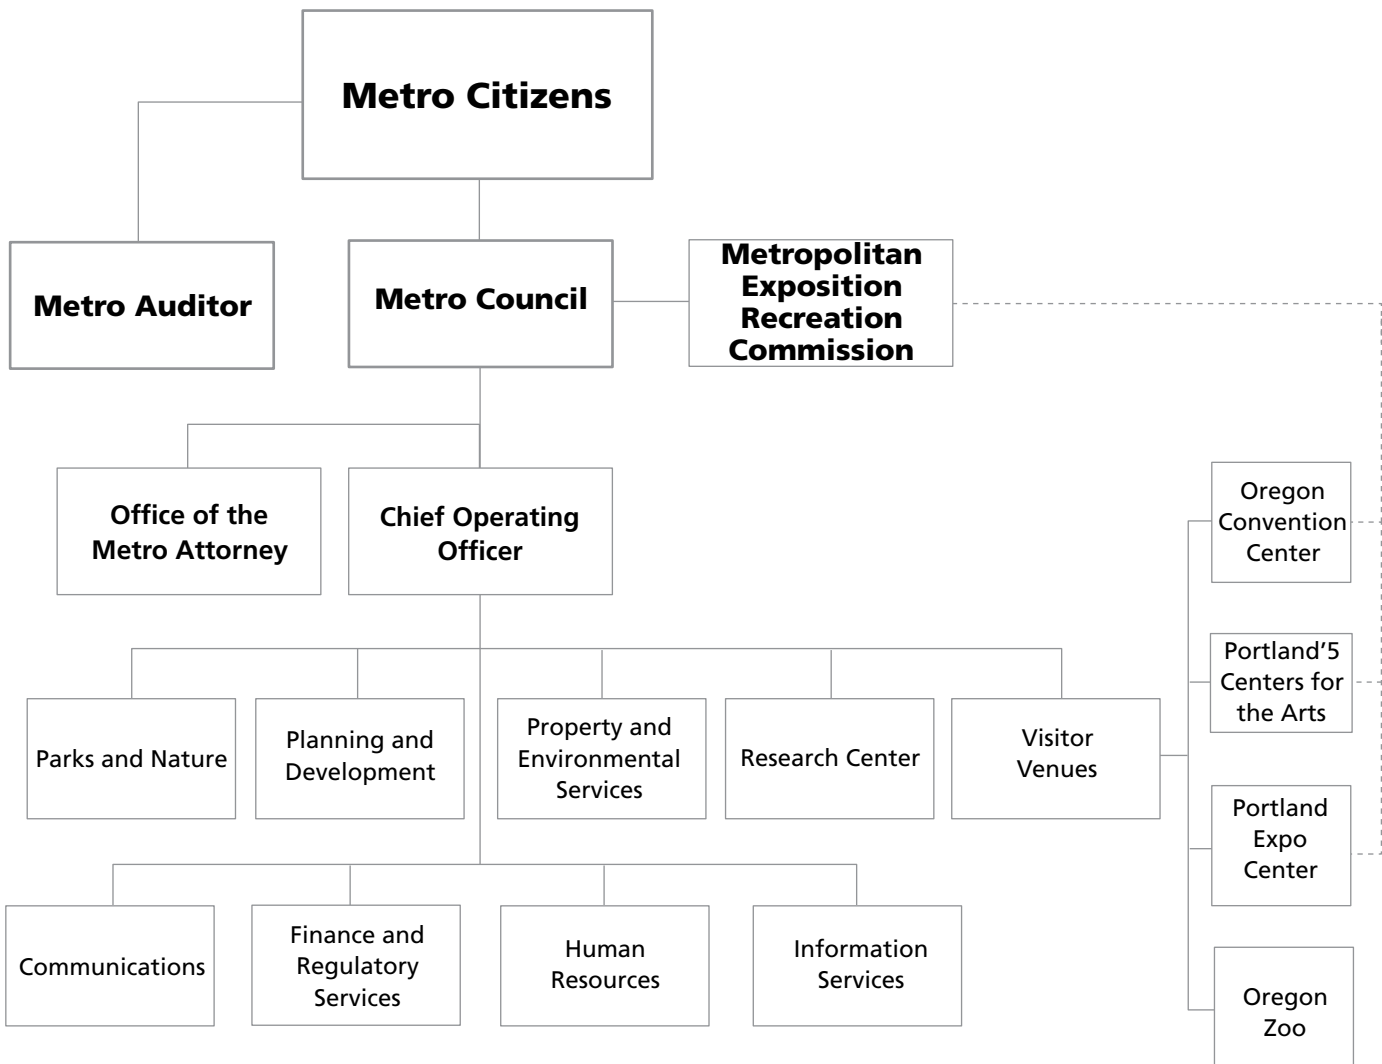 Metro Citizens
Metro Auditor
Metro Council
Metropolitan
Exposition
Recreation
Commission
Office of the
Metro Attorney
Chief Operating
Officer
Oregon
Convention
Center
Portland'5
Centers for
the Arts
Portland
Expo
Center
Oregon
Zoo
Parks and Nature
Planning and
Development
Property and
Environmental
Services
Research Center
Visitor
Venues
Communications
Finance and
Regulatory
Services
Human
Resources
Information
Services